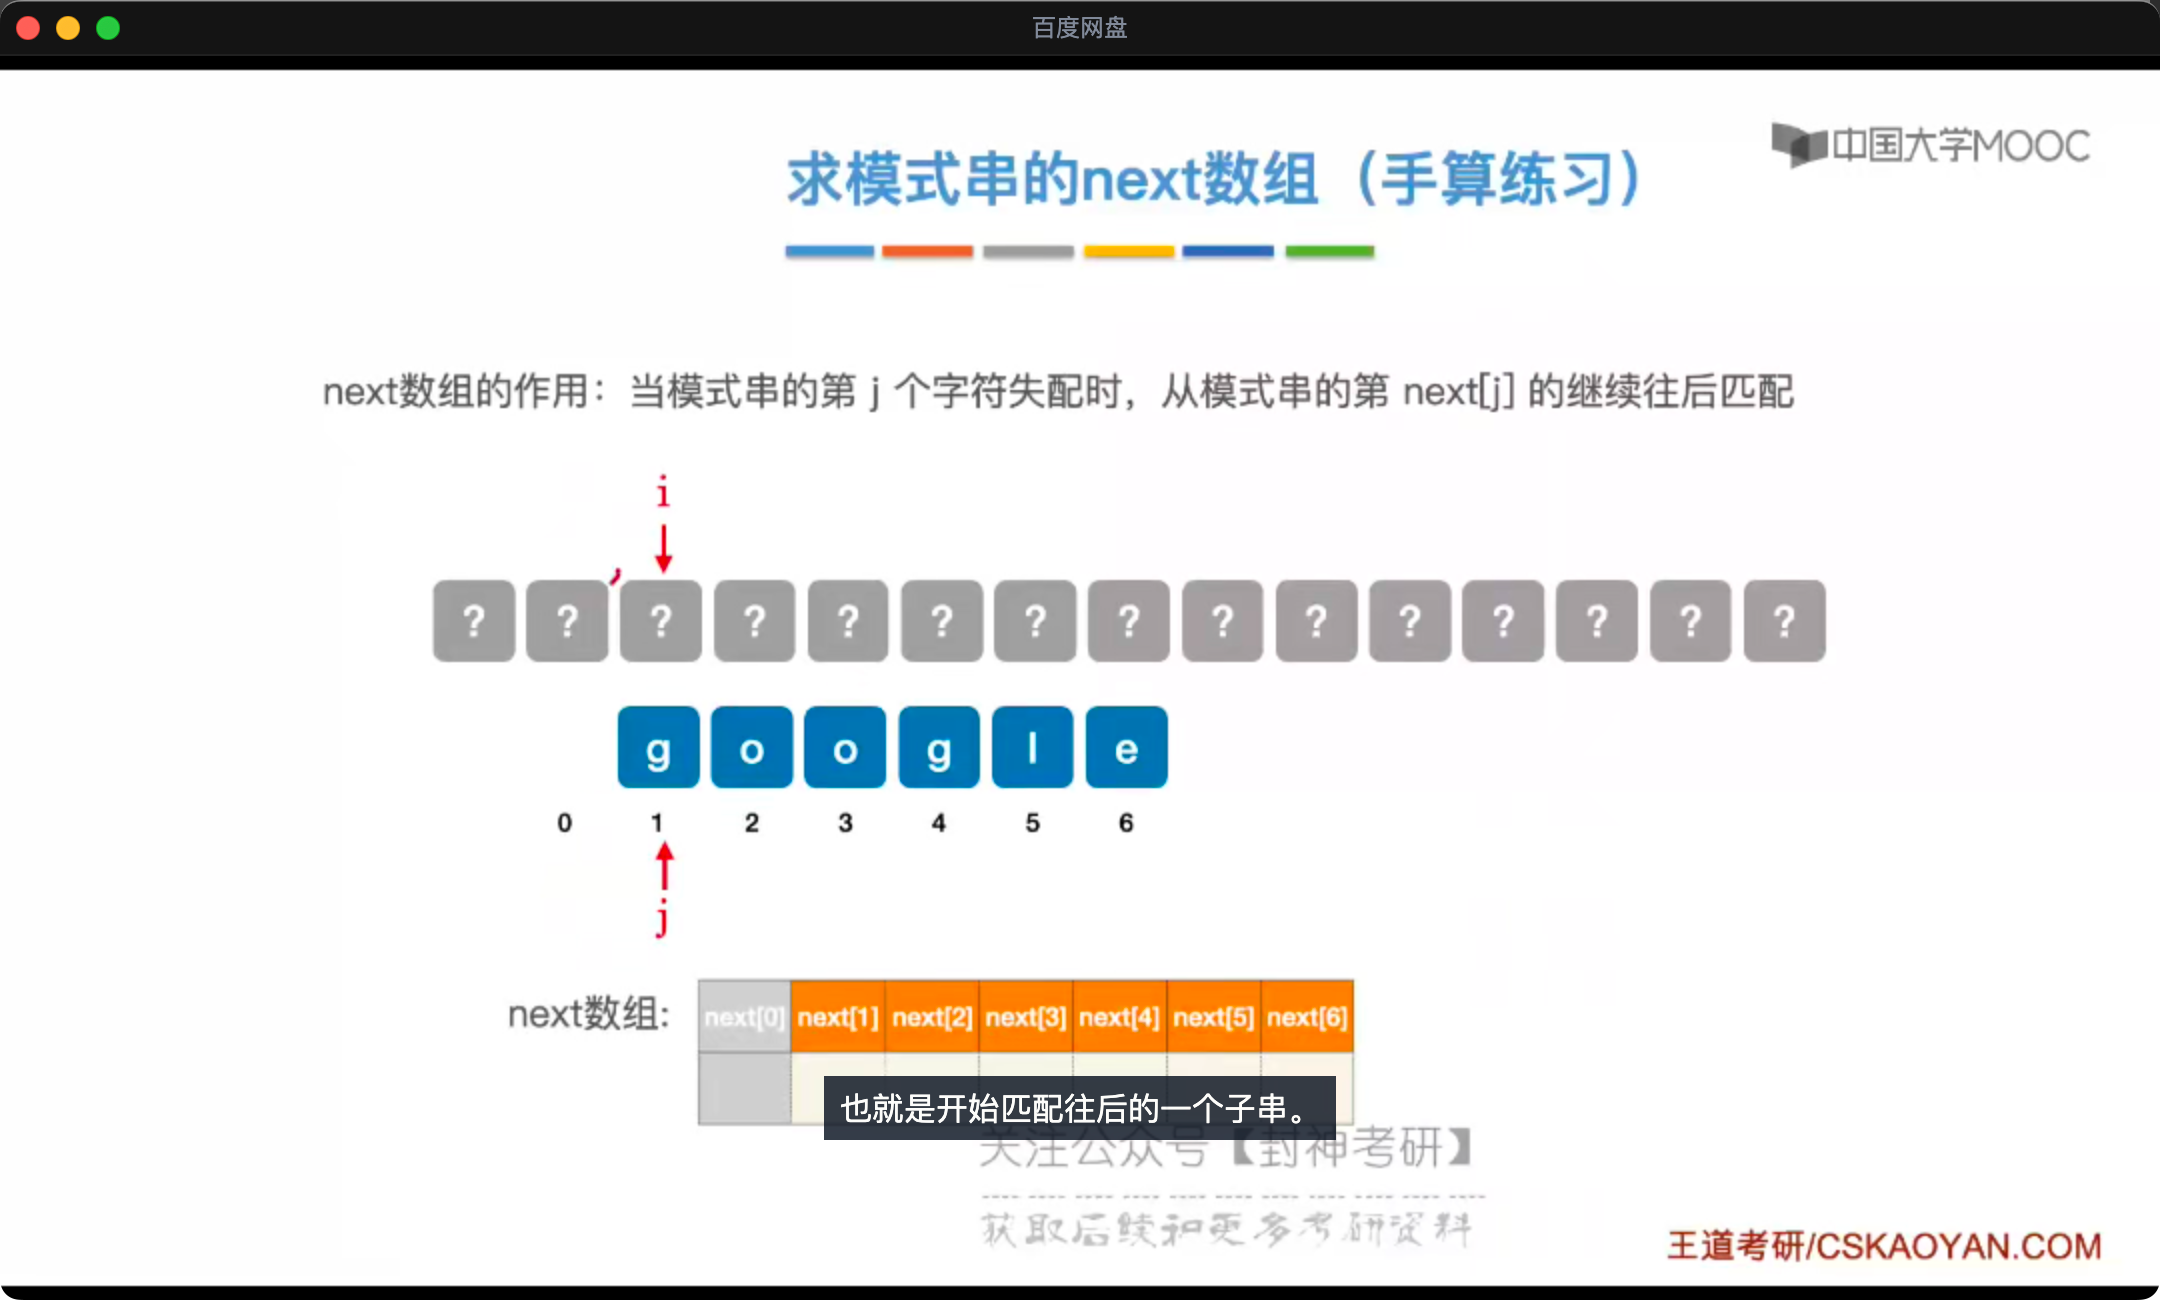 百度网盘
中国大学MOOC
求模式串的next数组（手算练习）
next数组的作用：当模式串的第 j 个字符失配时，从模式串的第 next[j] 的继续往后匹配
i
? ? ? ? ? ? ? ? ? ? ? ? ? ? ?
g o o g l e
0 1 2 3 4 5 6
j
next数组:
next[0] next[1] next[2] next[3] next[4] next[5] next[6]
也就是开始匹配往后的一个子串。
关注公众号【封神考研】
获取后续和更多考研资料
王道考研/CSKAOYAN.COM